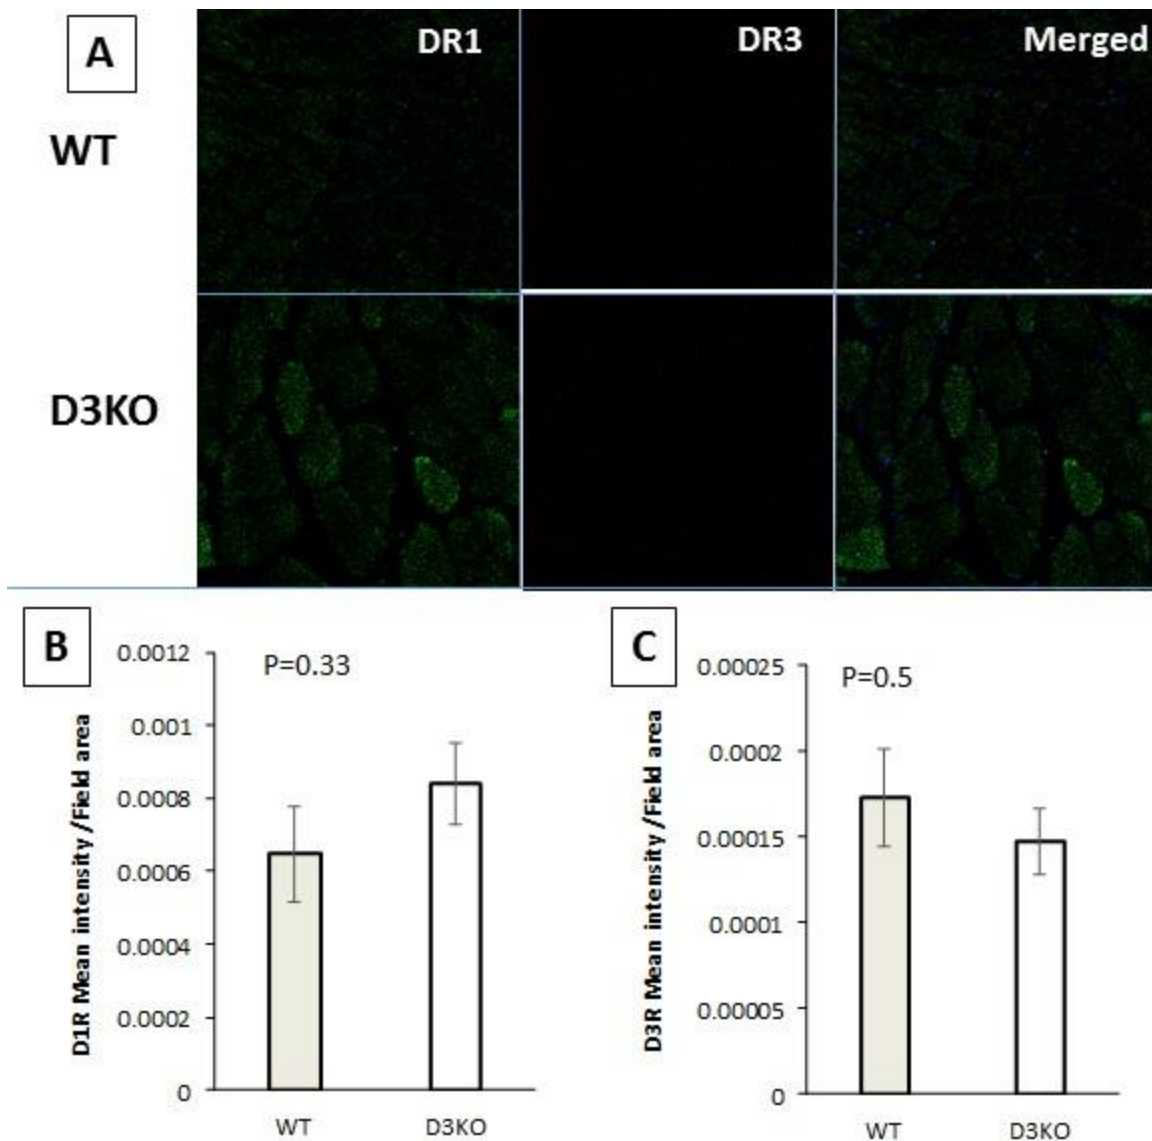 A
DR1
DR3
Merged
WT
D3KO
B
P=0.33
D1R Mean intensity /Field area
0.0012
0.001
0.0008
0.0006
0.0004
0.0002
0
WT
D3KO
C
P=0.5
D3R Mean intensity /Field area
0.00025
0.0002
0.00015
0.0001
0.00005
0
WT
D3KO